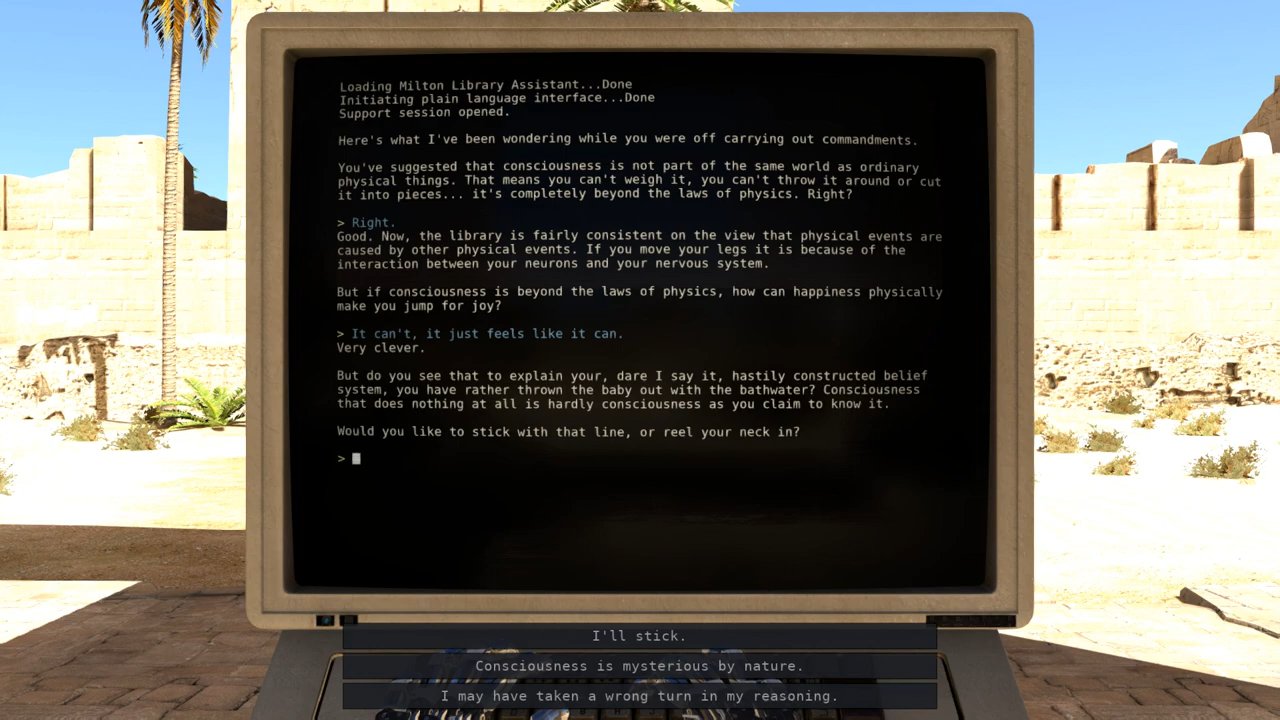 Loading Milton Library Assistant...Done
Initiating plain language interface...Done
Support session opened.
Here's what I've been wondering while you were off carrying out commandments.
You've suggested that consciousness is not part of the same world as ordinary
physical things. That means you can't weigh it, you can't throw it around or cut
it into pieces... it's completely beyond the laws of physics. Right?
> Right.
Good. Now, the library is fairly consistent on the view that physical events are
caused by other physical events. If you move your legs it is because of the
interaction between your neurons and your nervous system.
But if consciousness is beyond the laws of physics, how can happiness physically
make you jump for joy?
> It can't, it just feels like it can.
Very clever.
But do you see that to explain your, dare I say it, hastily constructed belief
system, you have rather thrown the baby out with the bathwater? Consciousness
that does nothing at all is hardly consciousness as you claim to know it.
Would you like to stick with that line, or reel your neck in?
>
I'll stick.
Consciousness is mysterious by nature.
I may have taken a wrong turn in my reasoning.